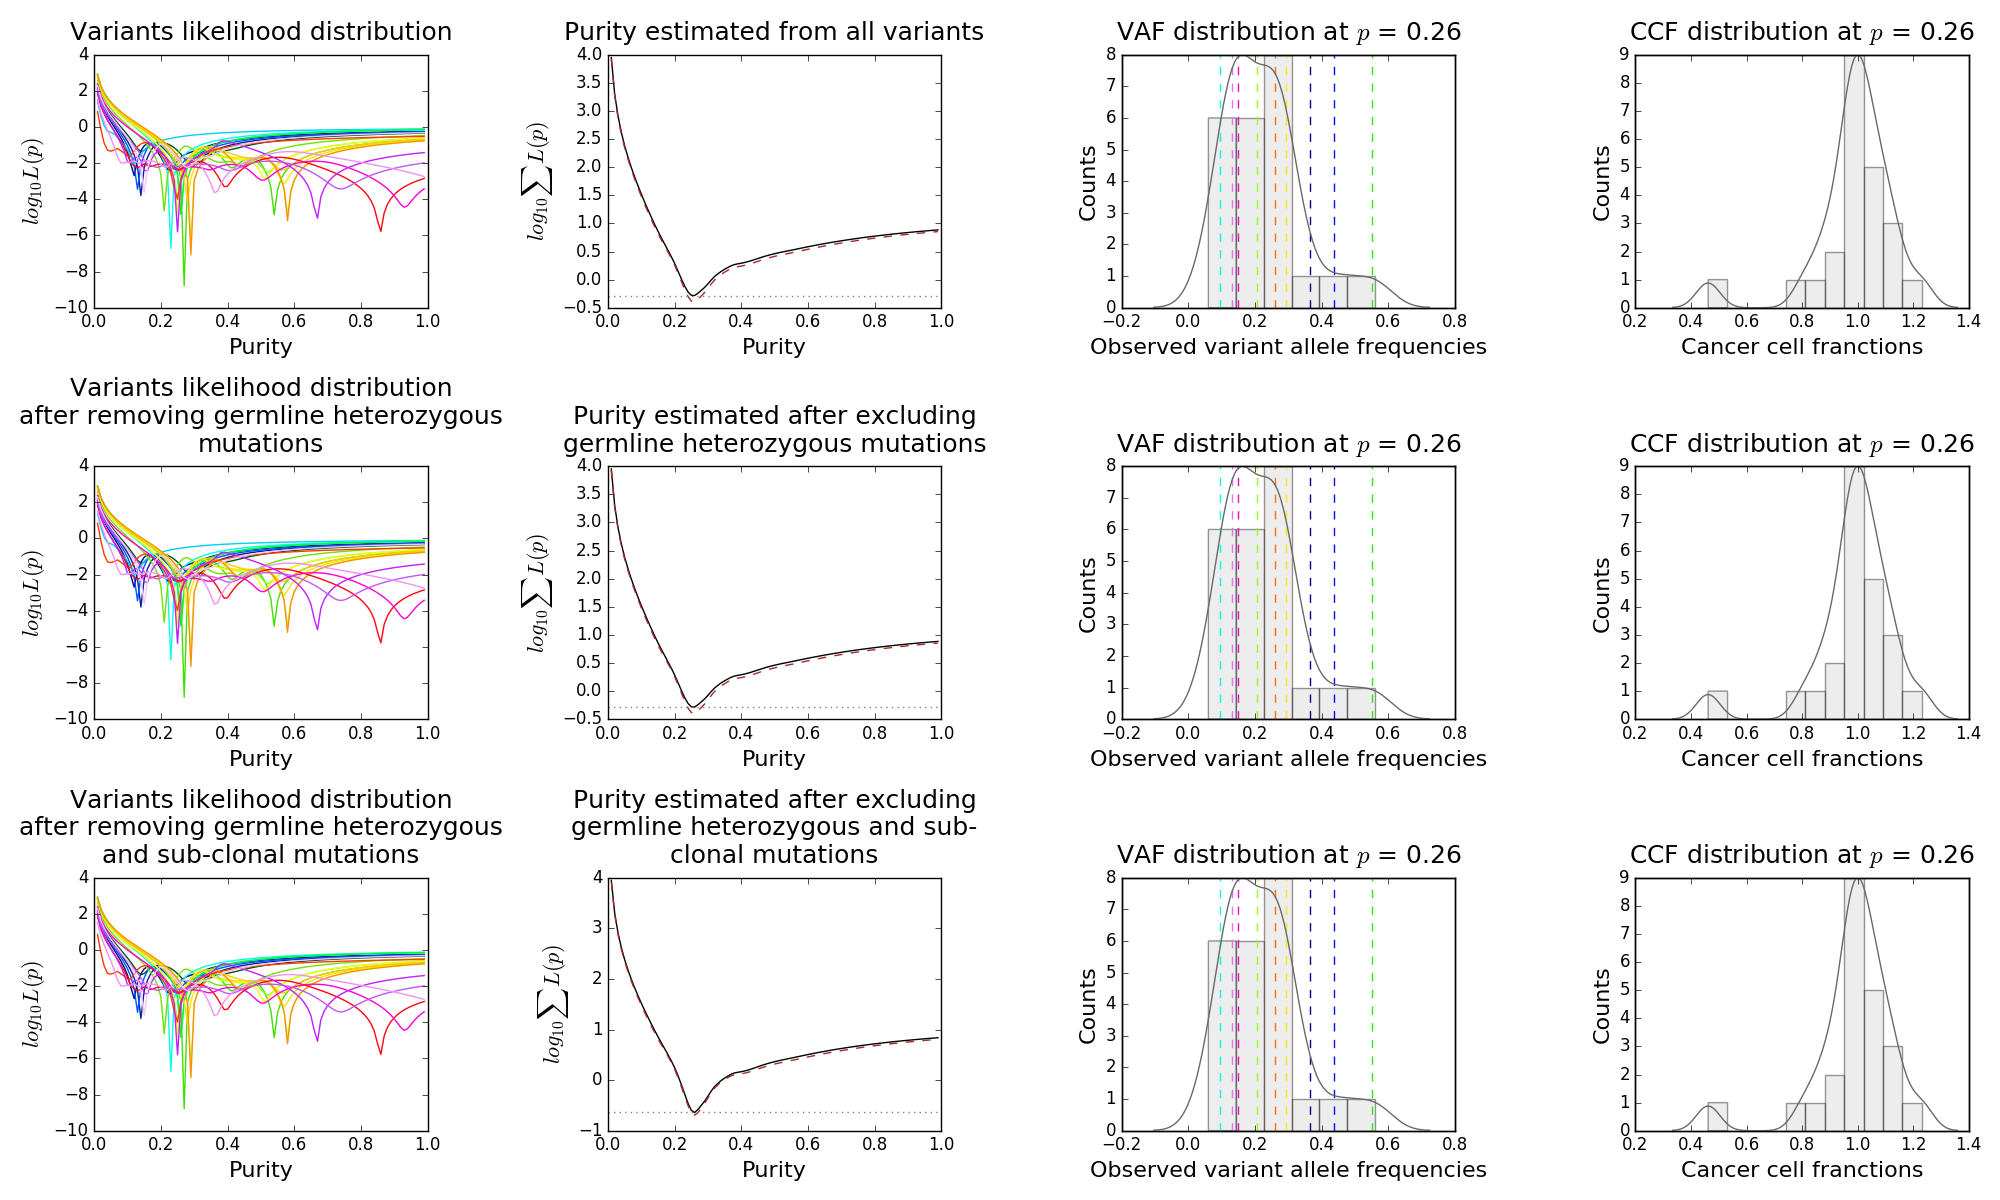 Variants likelihood distribution
Purity estimated from all variants
VAF distribution at p = 0.26
CCF distribution at p = 0.26
4
2
0
−2
−4
−6
−8
−10
log10L(p)
0.0 0.2 0.4 0.6 0.8 1.0
Purity
4.0
3.5
3.0
2.5
2.0
1.5
1.0
0.5
0.0
−0.5
log10∑L(p)
0.0 0.2 0.4 0.6 0.8 1.0
Purity
8
7
6
5
4
3
2
1
0
Counts
−0.2 0.0 0.2 0.4 0.6 0.8
Observed variant allele frequencies
9
8
7
6
5
4
3
2
1
0
Counts
0.2 0.4 0.6 0.8 1.0 1.2 1.4
Cancer cell franctions
Variants likelihood distribution
after removing germline heterozygous
mutations
Purity estimated after excluding
germline heterozygous mutations
VAF distribution at p = 0.26
CCF distribution at p = 0.26
4
2
0
−2
−4
−6
−8
−10
log10L(p)
0.0 0.2 0.4 0.6 0.8 1.0
Purity
4.0
3.5
3.0
2.5
2.0
1.5
1.0
0.5
0.0
−0.5
log10∑L(p)
0.0 0.2 0.4 0.6 0.8 1.0
Purity
8
7
6
5
4
3
2
1
0
Counts
−0.2 0.0 0.2 0.4 0.6 0.8
Observed variant allele frequencies
9
8
7
6
5
4
3
2
1
0
Counts
0.2 0.4 0.6 0.8 1.0 1.2 1.4
Cancer cell franctions
Variants likelihood distribution
after removing germline heterozygous
and sub-clonal mutations
Purity estimated after excluding
germline heterozygous and sub-
clonal mutations
VAF distribution at p = 0.26
CCF distribution at p = 0.26
4
2
0
−2
−4
−6
−8
−10
log10L(p)
0.0 0.2 0.4 0.6 0.8 1.0
Purity
4
3
2
1
0
−1
log10∑L(p)
0.0 0.2 0.4 0.6 0.8 1.0
Purity
8
7
6
5
4
3
2
1
0
Counts
−0.2 0.0 0.2 0.4 0.6 0.8
Observed variant allele frequencies
9
8
7
6
5
4
3
2
1
0
Counts
0.2 0.4 0.6 0.8 1.0 1.2 1.4
Cancer cell franctions